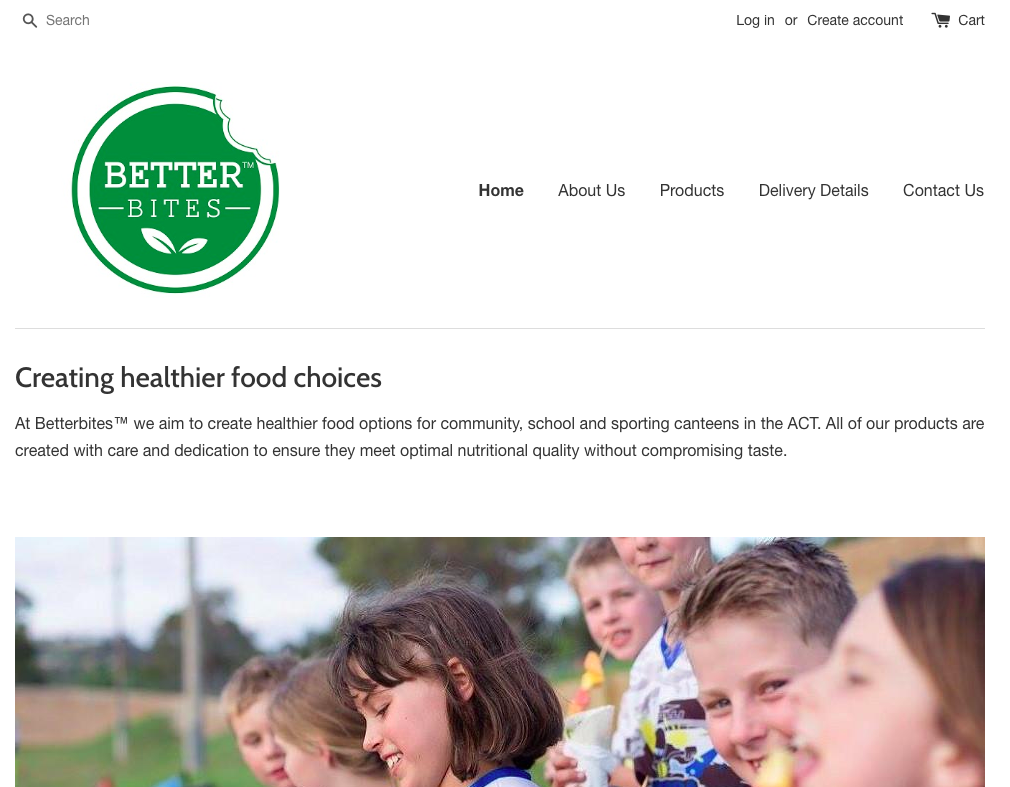 Search
Log in or Create account Cart
BETTER™
BITES
Home About Us Products Delivery Details Contact Us
Creating healthier food choices
At Betterbites™ we aim to create healthier food options for community, school and sporting canteens in the ACT. All of our products are
created with care and dedication to ensure they meet optimal nutritional quality without compromising taste.